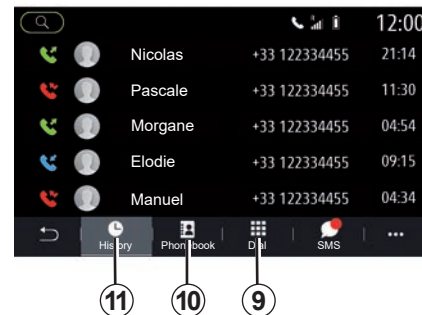 12:00
Nicolas +33 122334455 21:14
Pascale +33 122334455 11:30
Morgane +33 122334455 04:54
Elodie +33 122334455 09:15
Manuel +33 122334455 04:34
History Phonebook Dial SMS
11 10 9